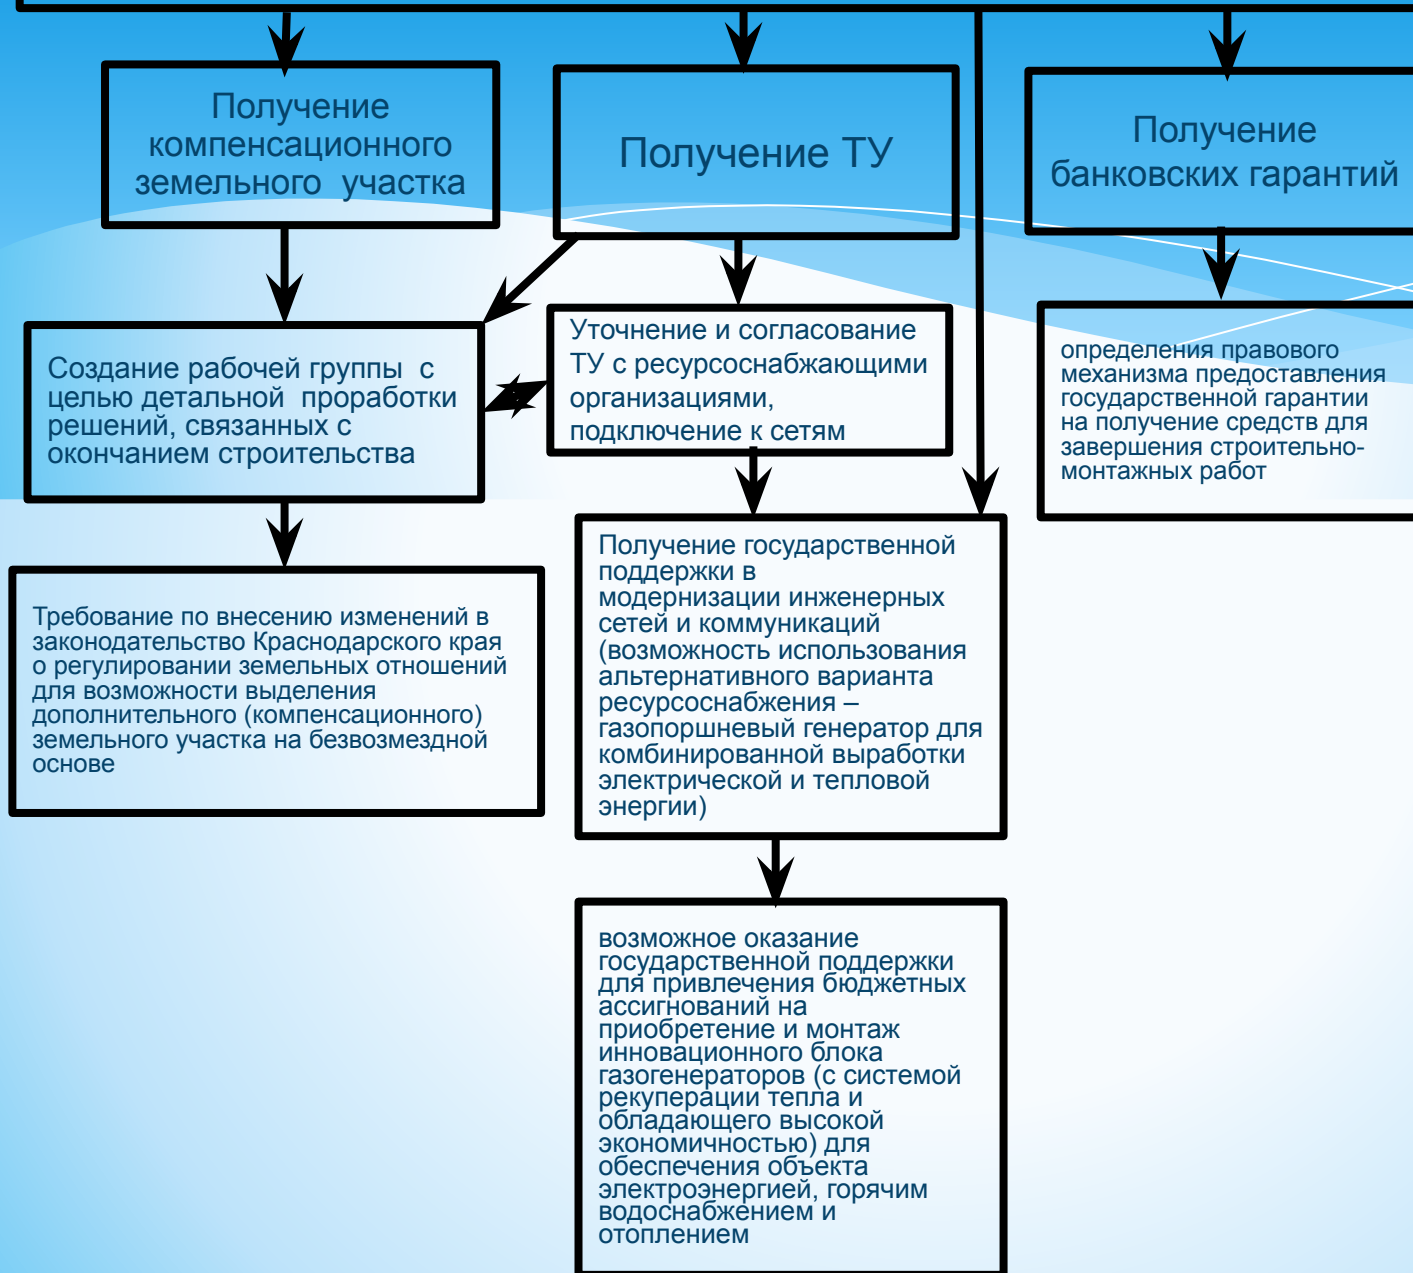 Получение
компенсационного
земельного участка
Получение ТУ
Получение
банковских гарантий
Создание рабочей группы с
целью детальной проработки
решений, связанных с
окончанием строительства
Уточнение и согласование
ТУ с ресурсоснабжающими
организациями,
подключение к сетям
определения правового
механизма предоставления
государственной гарантии
на получение средств для
завершения строительно-
монтажных работ
Требование по внесению изменений в
законодательство Краснодарского края
о регулировании земельных отношений
для возможности выделения
дополнительного (компенсационного)
земельного участка на безвозмездной
основе
Получение государственной
поддержки в
модернизации инженерных
сетей и коммуникаций
(возможность использования
альтернативного варианта
ресурсоснабжения –
газопоршневый генератор для
комбинированной выработки
электрической и тепловой
энергии)
возможное оказание
государственной поддержки
для привлечения бюджетных
ассигнований на
приобретение и монтаж
инновационного блока
газогенераторов (с системой
рекуперации тепла и
обладающего высокой
экономичностью) для
обеспечения объекта
электроэнергией, горячим
водоснабжением и
отоплением